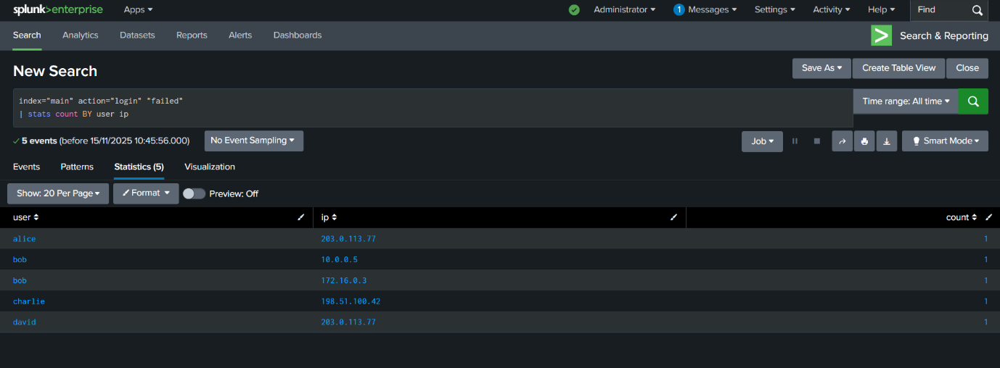 splunk>enterprise Apps Administrator 1 Messages Settings Activity Help Find
Search Analytics Datasets Reports Alerts Dashboards Search & Reporting
New Search Save As Create Table View Close
index="main" action="login" "failed"
| stats count BY user ip
Time range: All time
5 events (before 15/11/2025 10:45:56.000) No Event Sampling Job Smart Mode
Events Patterns Statistics (5) Visualization
Show: 20 Per Page Format Preview: Off
user ip count
alice 203.0.113.77 1
bob 10.0.0.5 1
bob 172.16.0.3 1
charlie 198.51.100.42 1
david 203.0.113.77 1